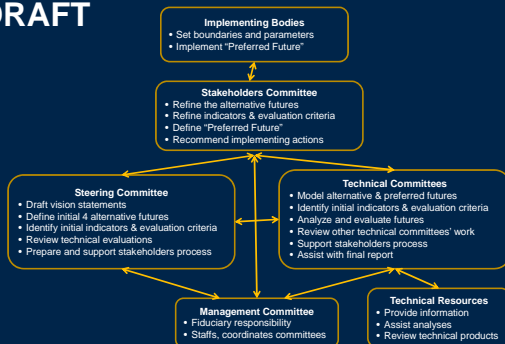 DRAFT
Implementing Bodies
• Set boundaries and parameters
• Implement “Preferred Future”
Stakeholders Committee
• Refine the alternative futures
• Refine indicators & evaluation criteria
• Define “Preferred Future”
• Recommend implementing actions
Steering Committee
• Draft vision statements
• Define initial 4 alternative futures
• Identify initial indicators & evaluation criteria
• Review technical evaluations
• Prepare and support stakeholders process
Technical Committees
• Model alternative & preferred futures
• Identify initial indicators & evaluation criteria
• Analyze and evaluate futures
• Review other technical committees’ work
• Support stakeholders process
• Assist with final report
Management Committee
• Fiduciary responsibility
• Staffs, coordinates committees
Technical Resources
• Provide information
• Assist analyses
• Review technical products